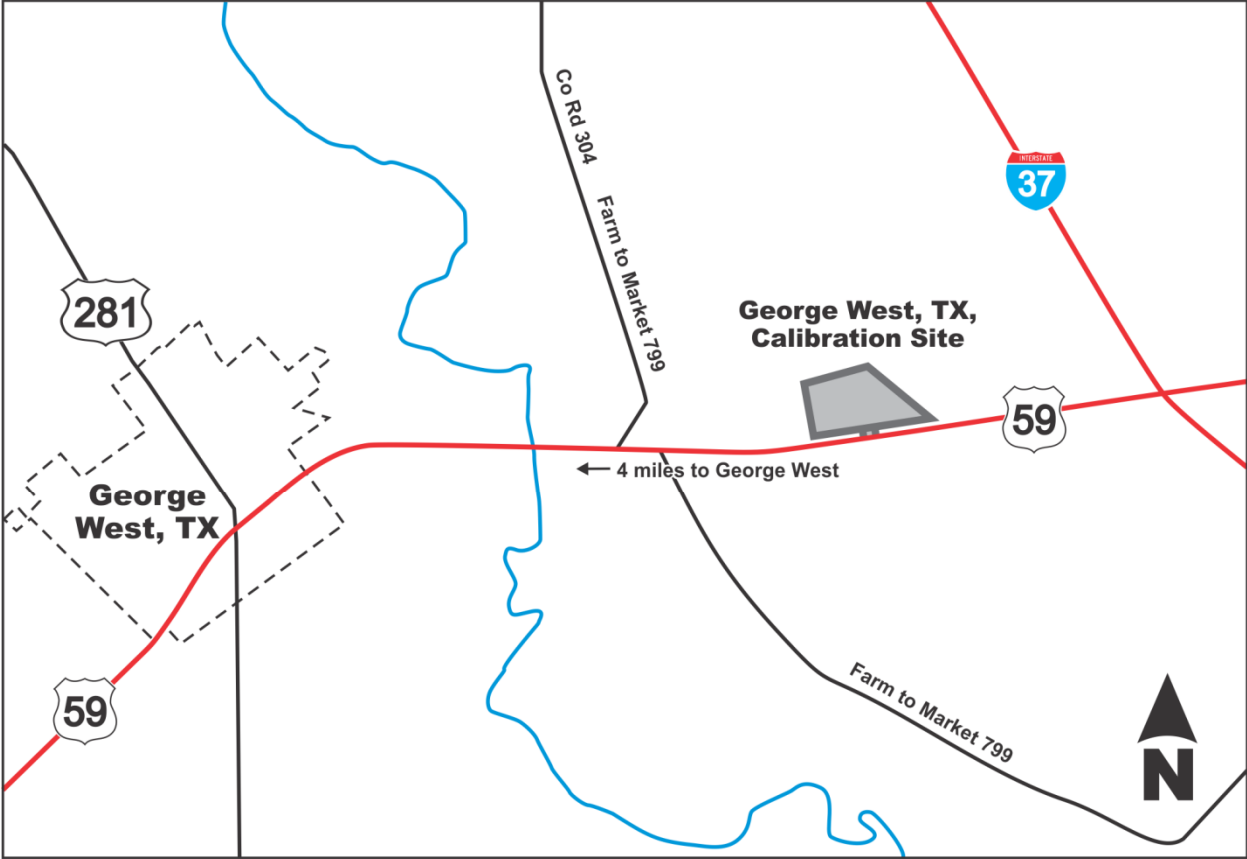 Co Rd 304
Farm to Market 799
INTERSTATE
37
281
George West, TX,
Calibration Site
59
4 miles to George West
George
West, TX
59
Farm to Market 799
N